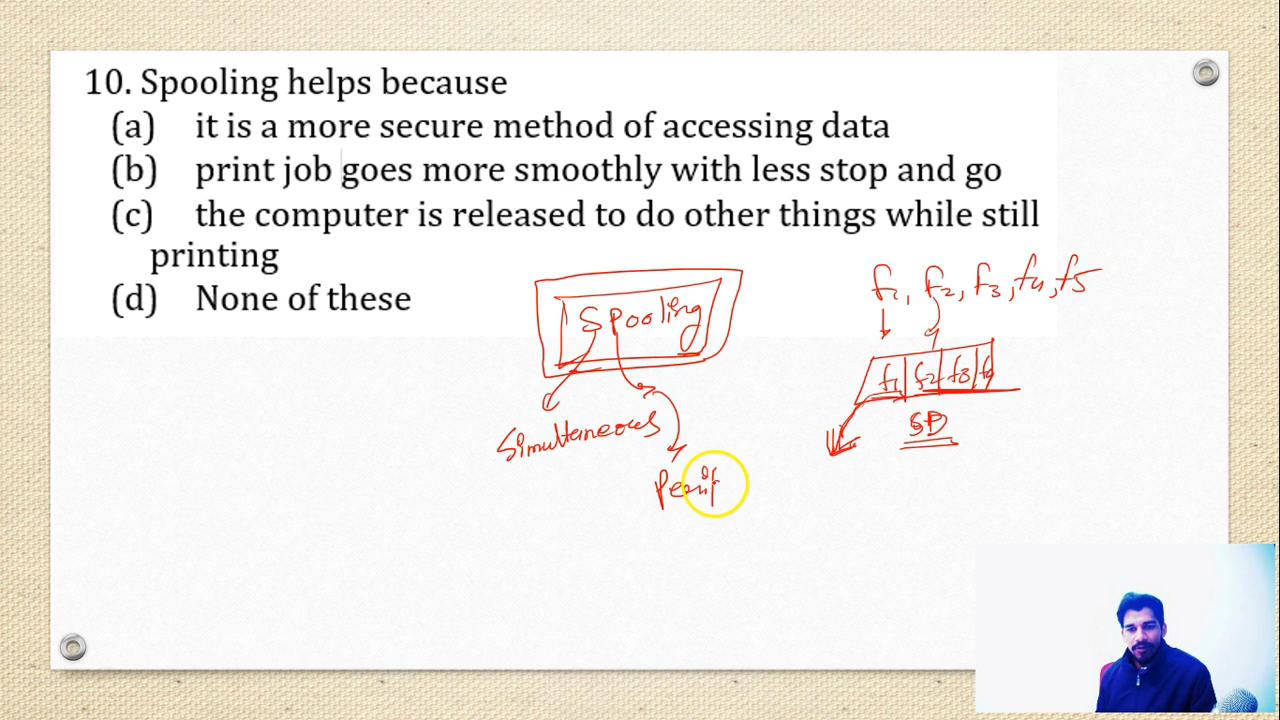 10. Spooling helps because
(a) it is a more secure method of accessing data
(b) print job goes more smoothly with less stop and go
(c) the computer is released to do other things while still
printing
(d) None of these
f1, f2, f3, f4, f5
Spooling
f1 f2 f3 f4
SD
Simultaneous
Perip